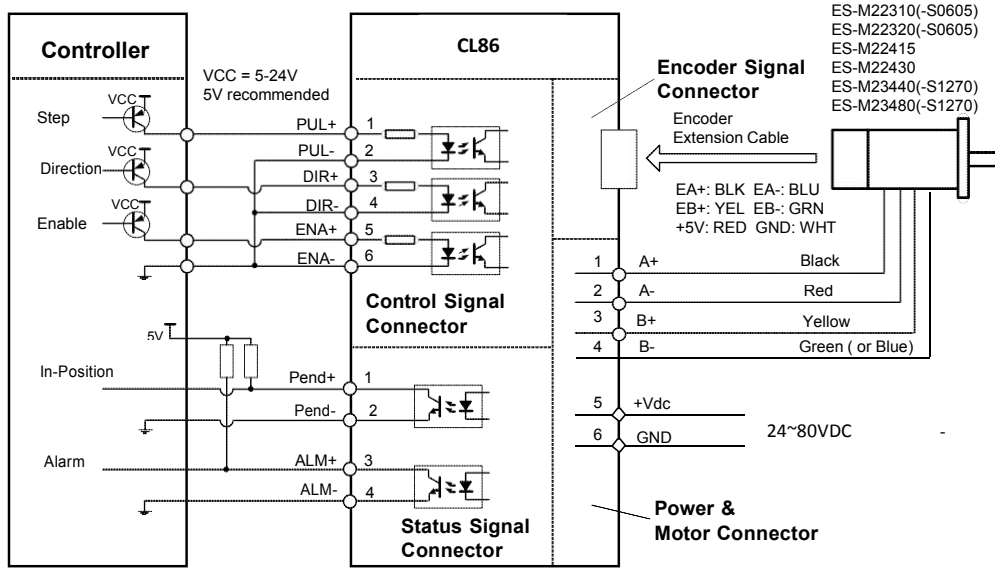 ES-M22310(-S0605)
ES-M22320(-S0605)
ES-M22415
ES-M22430
ES-M23440(-S1270)
ES-M23480(-S1270)
Controller
CL86
VCC = 5-24V
5V recommended
Encoder Signal
Connector
Encoder
Extension Cable
EA+: BLK EA-: BLU
EB+: YEL EB-: GRN
+5V: RED GND: WHT
VCC
Step
PUL+ 1
PUL- 2
VCC
Direction
DIR+ 3
DIR- 4
VCC
Enable
ENA+ 5
ENA- 6
Control Signal
Connector
1 A+ Black
2 A- Red
3 B+ Yellow
4 B- Green ( or Blue)
5 +Vdc
6 GND
24~80VDC -
5V
In-Position
Pend+ 1
Pend- 2
Alarm
ALM+ 3
ALM- 4
Status Signal
Connector
Power &
Motor Connector